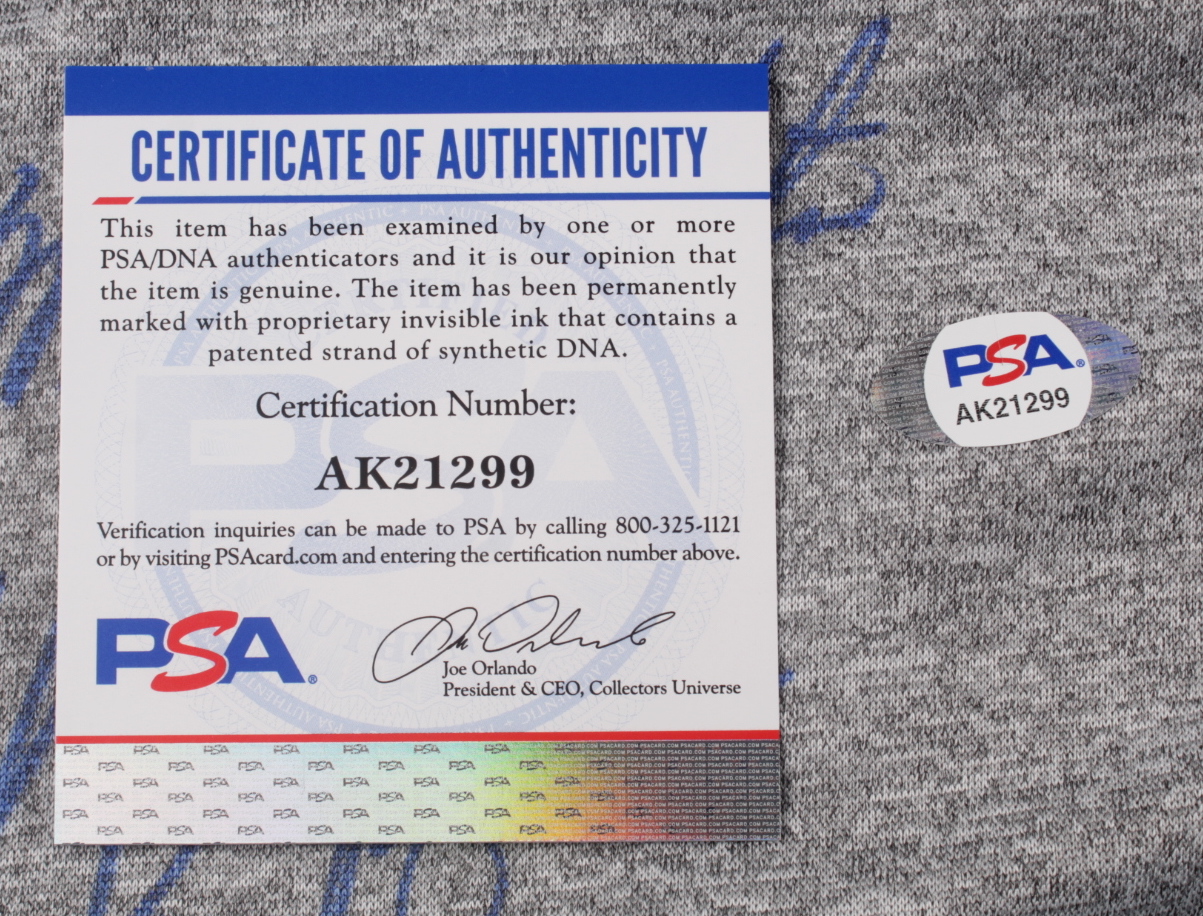 CERTIFICATE OF AUTHENTICITY
This item has been examined by one or more
PSA/DNA authenticators and it is our opinion that
the item is genuine. The item has been permanently
marked with proprietary invisible ink that contains a
patented strand of synthetic DNA.
Certification Number:
AK21299
Verification inquiries can be made to PSA by calling 800-325-1121
or by visiting PSAcard.com and entering the certification number above.
PSA®
Joe Orlando
President & CEO, Collectors Universe
PSA®
AK21299